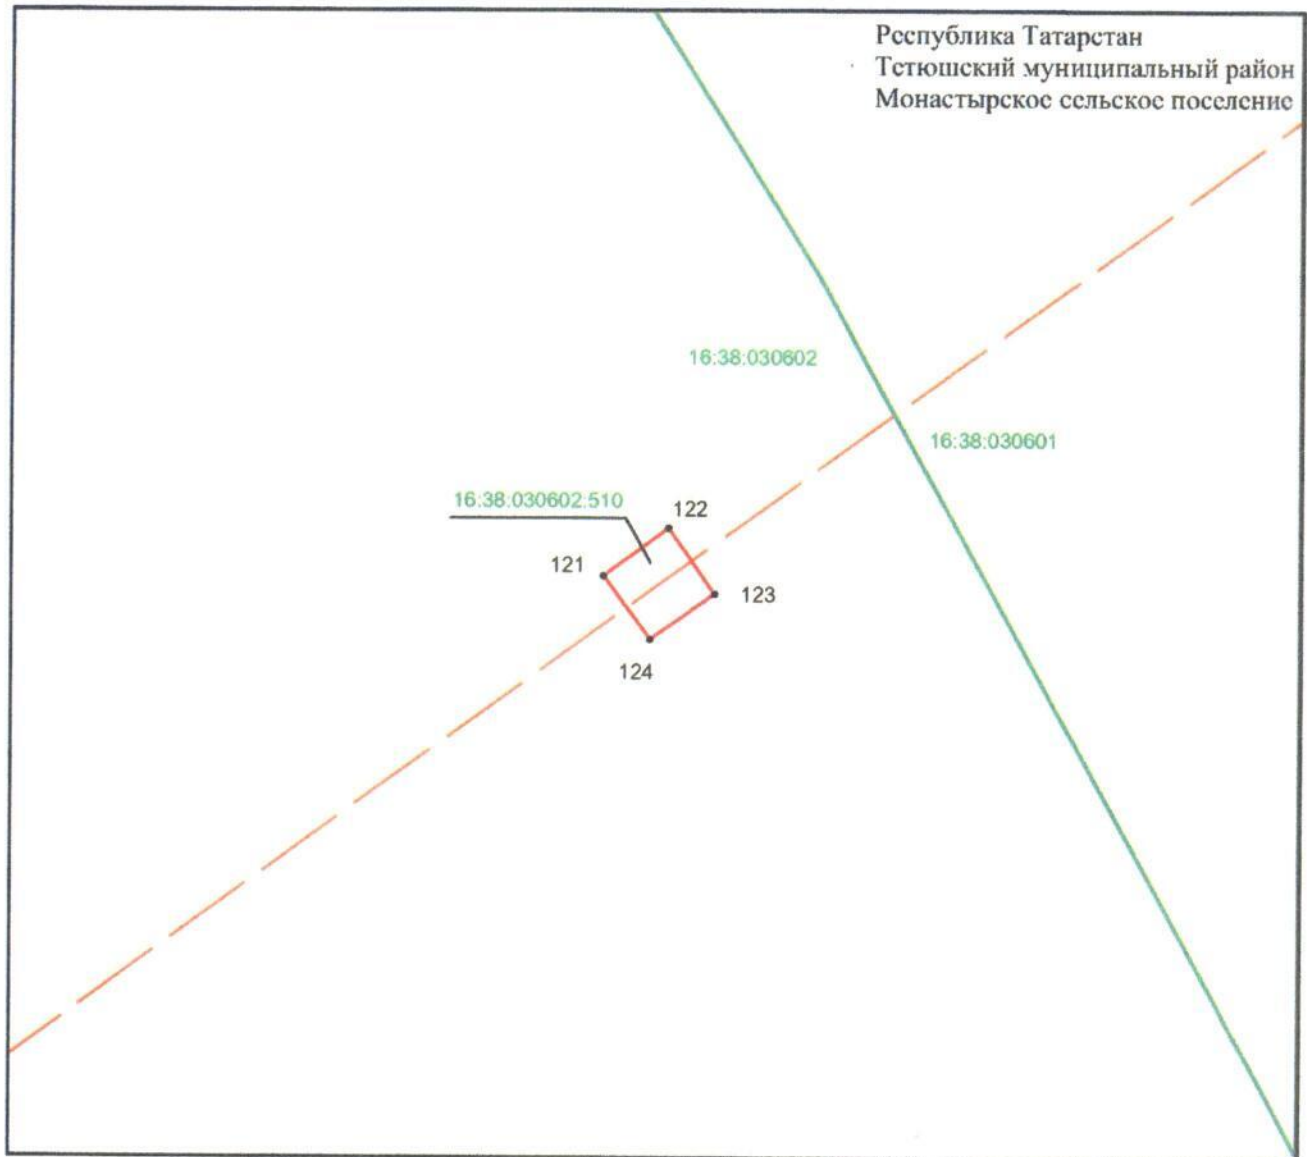 Республика Татарстан
Тетюшский муниципальный район
Монастырское сельское поселение
16:38:030602
16:38:030601
16:38:030602:510
122
121
123
124